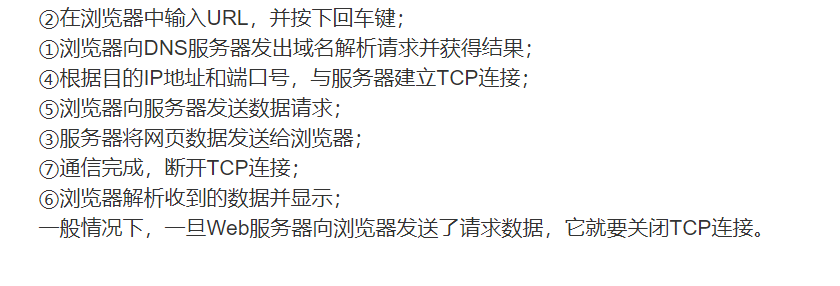 ②在浏览器中输入URL，并按下回车键；
①浏览器向DNS服务器发出域名解析请求并获得结果；
④根据目的IP地址和端口号，与服务器建立TCP连接；
⑤浏览器向服务器发送数据请求；
③服务器将网页数据发送给浏览器；
⑦通信完成，断开TCP连接；
⑥浏览器解析收到的数据并显示；
一般情况下，一旦Web服务器向浏览器发送了请求数据，它就要关闭TCP连接。